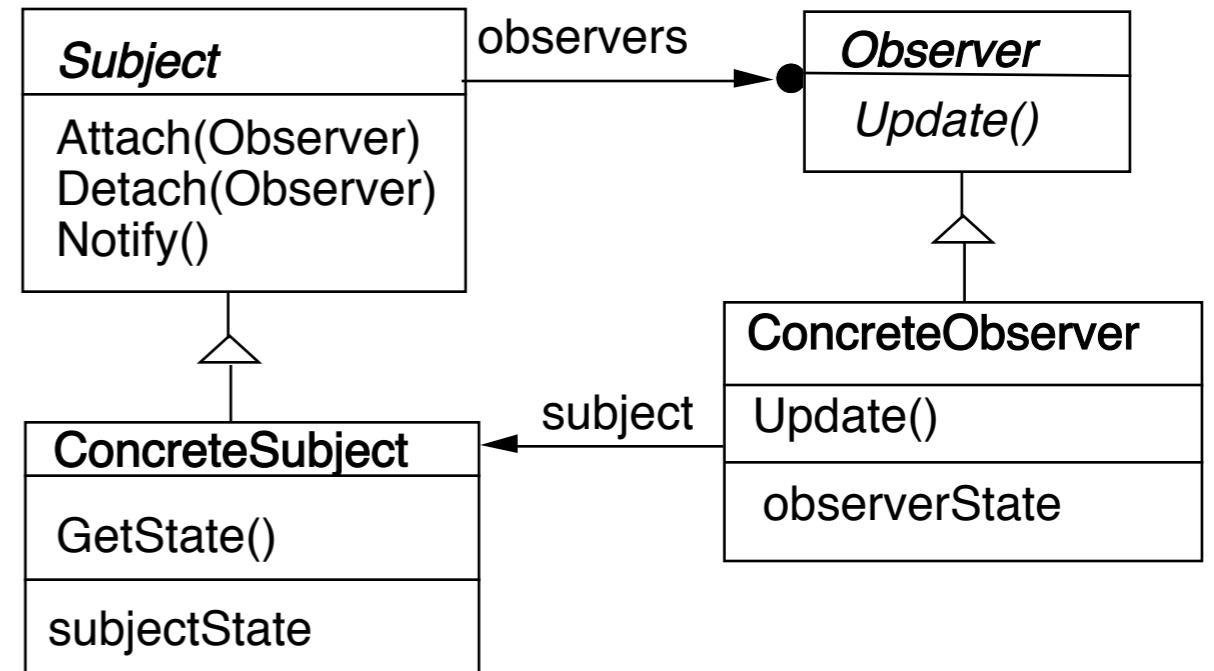 Subject
Attach(Observer)
Detach(Observer)
Notify()
observers
Observer
Update()
ConcreteSubject
GetState()
subjectState
subject
ConcreteObserver
Update()
observerState